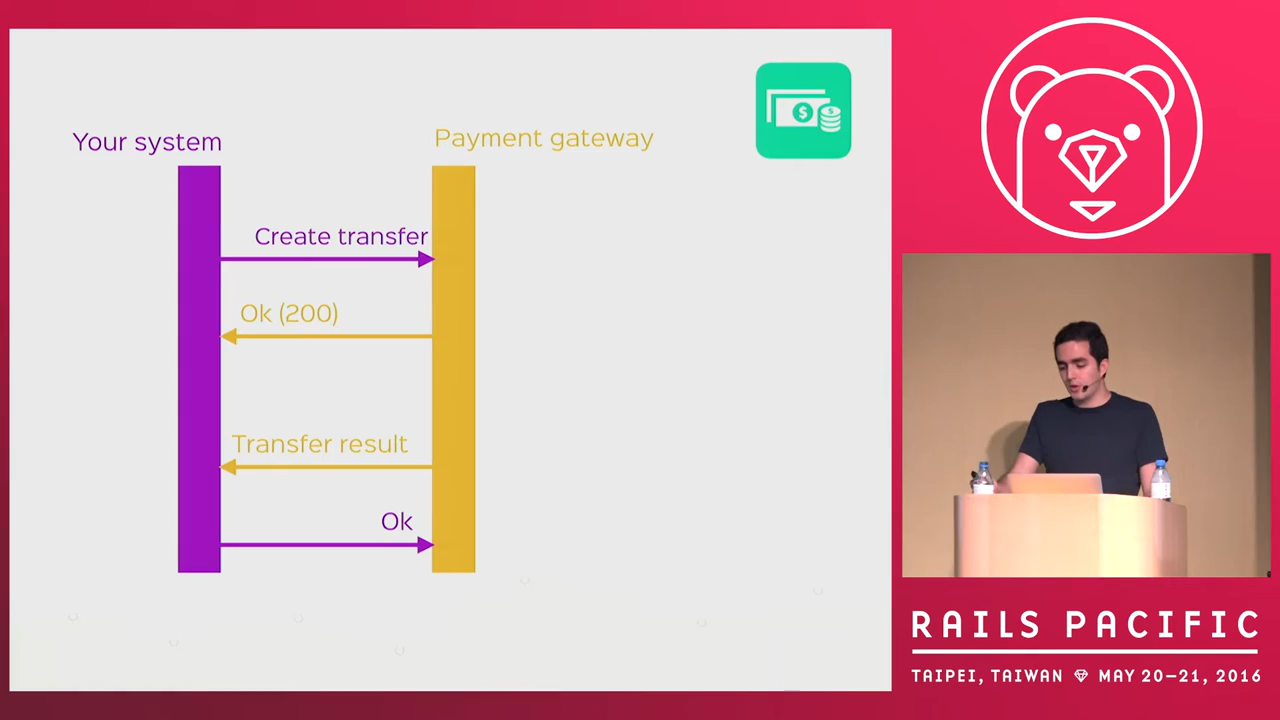 Your system
Payment gateway
Create transfer
Ok (200)
Transfer result
Ok
RAILS PACIFIC
TAIPEI, TAIWAN MAY 20–21, 2016